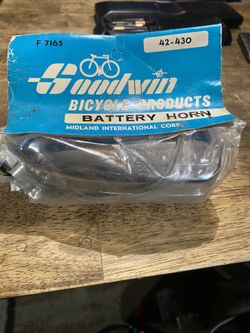 F 7165 42-430
Goodwin
BICYCLE PRODUCTS
BATTERY HORN
MIDLAND INTERNATIONAL CORP.